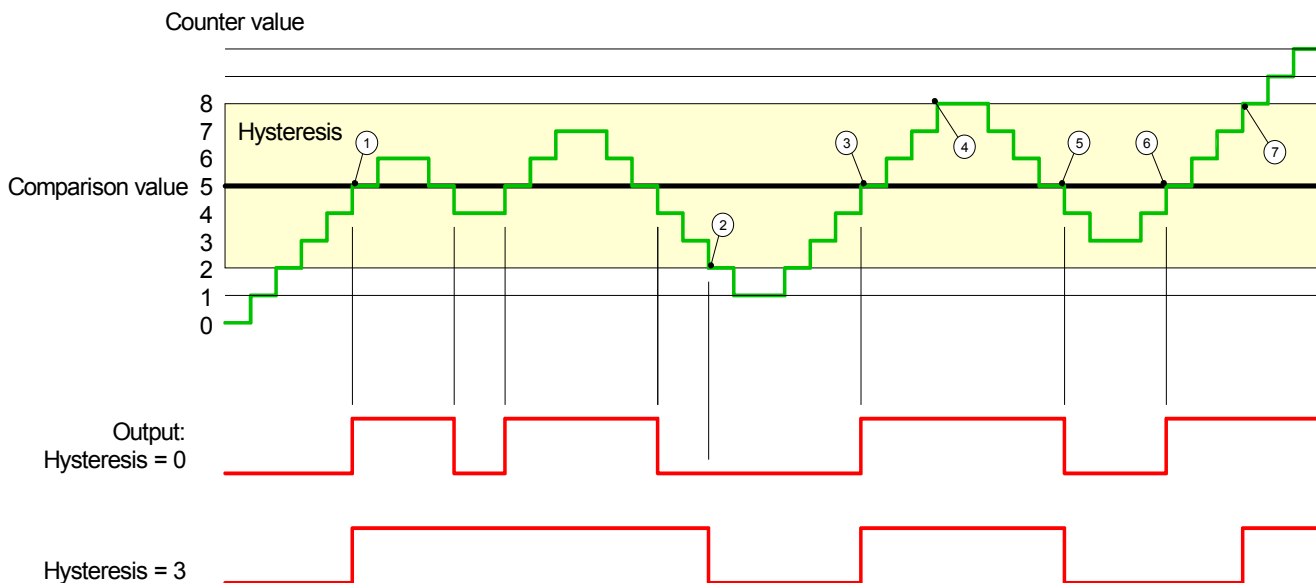 Counter value
8
7
Hysteresis
1
6
3
4
5
6
7
Comparison value 5
4
3
2
2
1
0
Output:
Hysteresis = 0
Hysteresis = 3